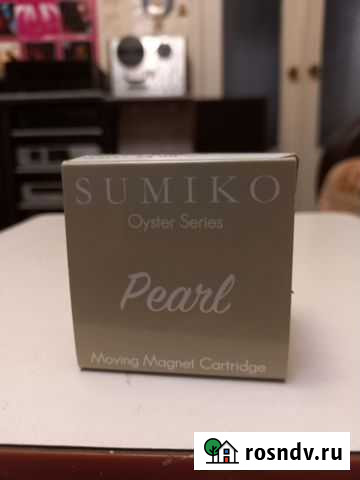 SUMIKO
Oyster Series
Pearl
Moving Magnet Cartridge
rosndv.ru